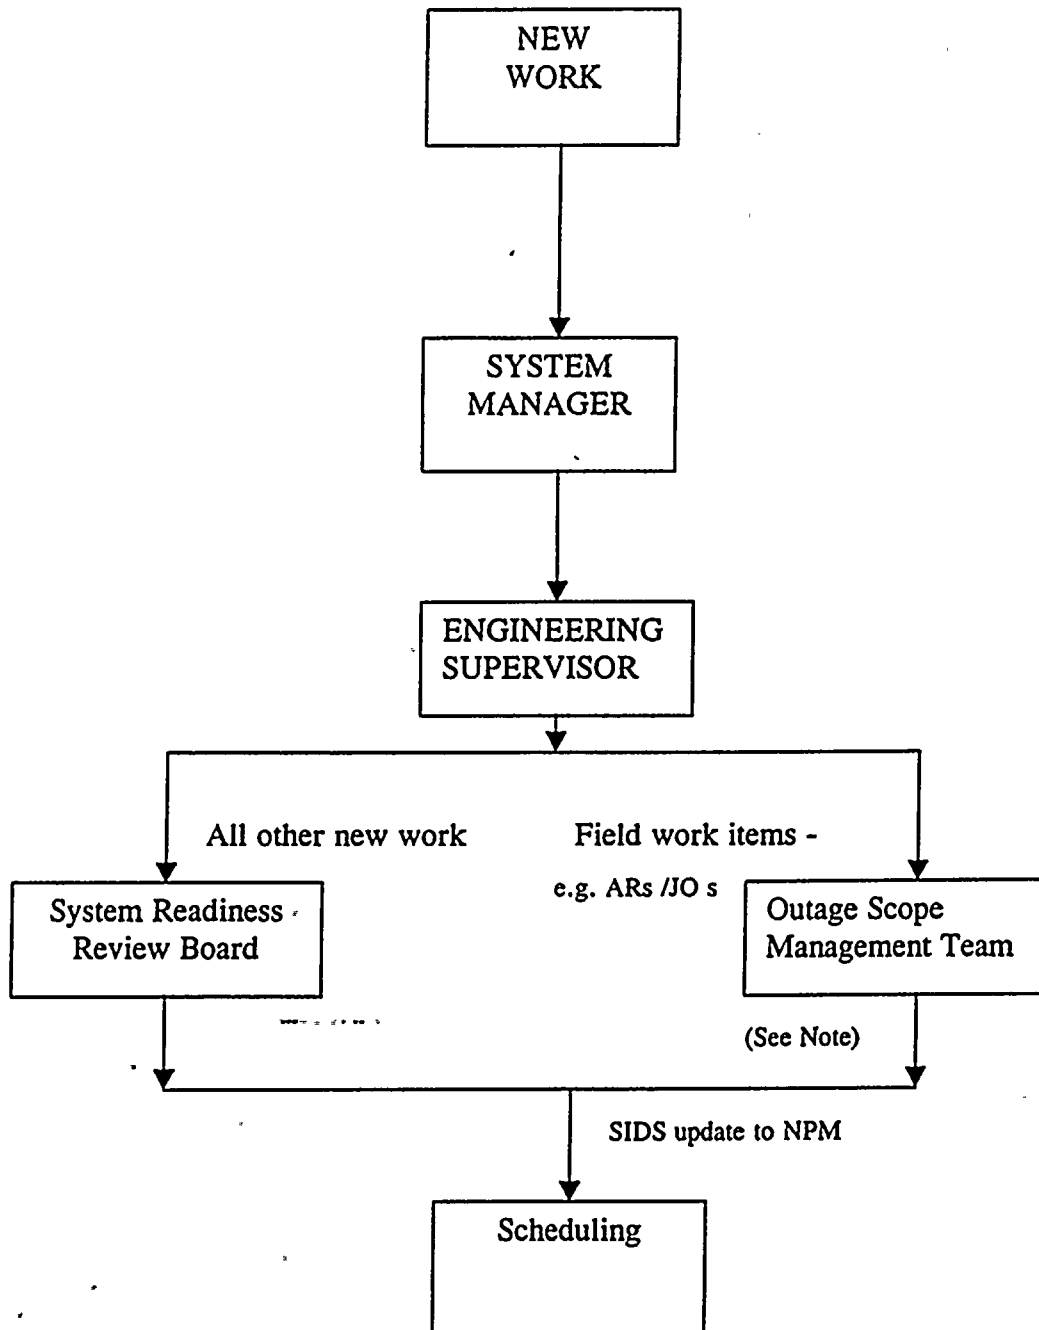 NEW
WORK
SYSTEM
MANAGER
ENGINEERING
SUPERVISOR
All other new work
Field work items -
e.g. ARs /JO s
System Readiness
Review Board
Outage Scope
Management Team
(See Note)
SIDS update to NPM
Scheduling